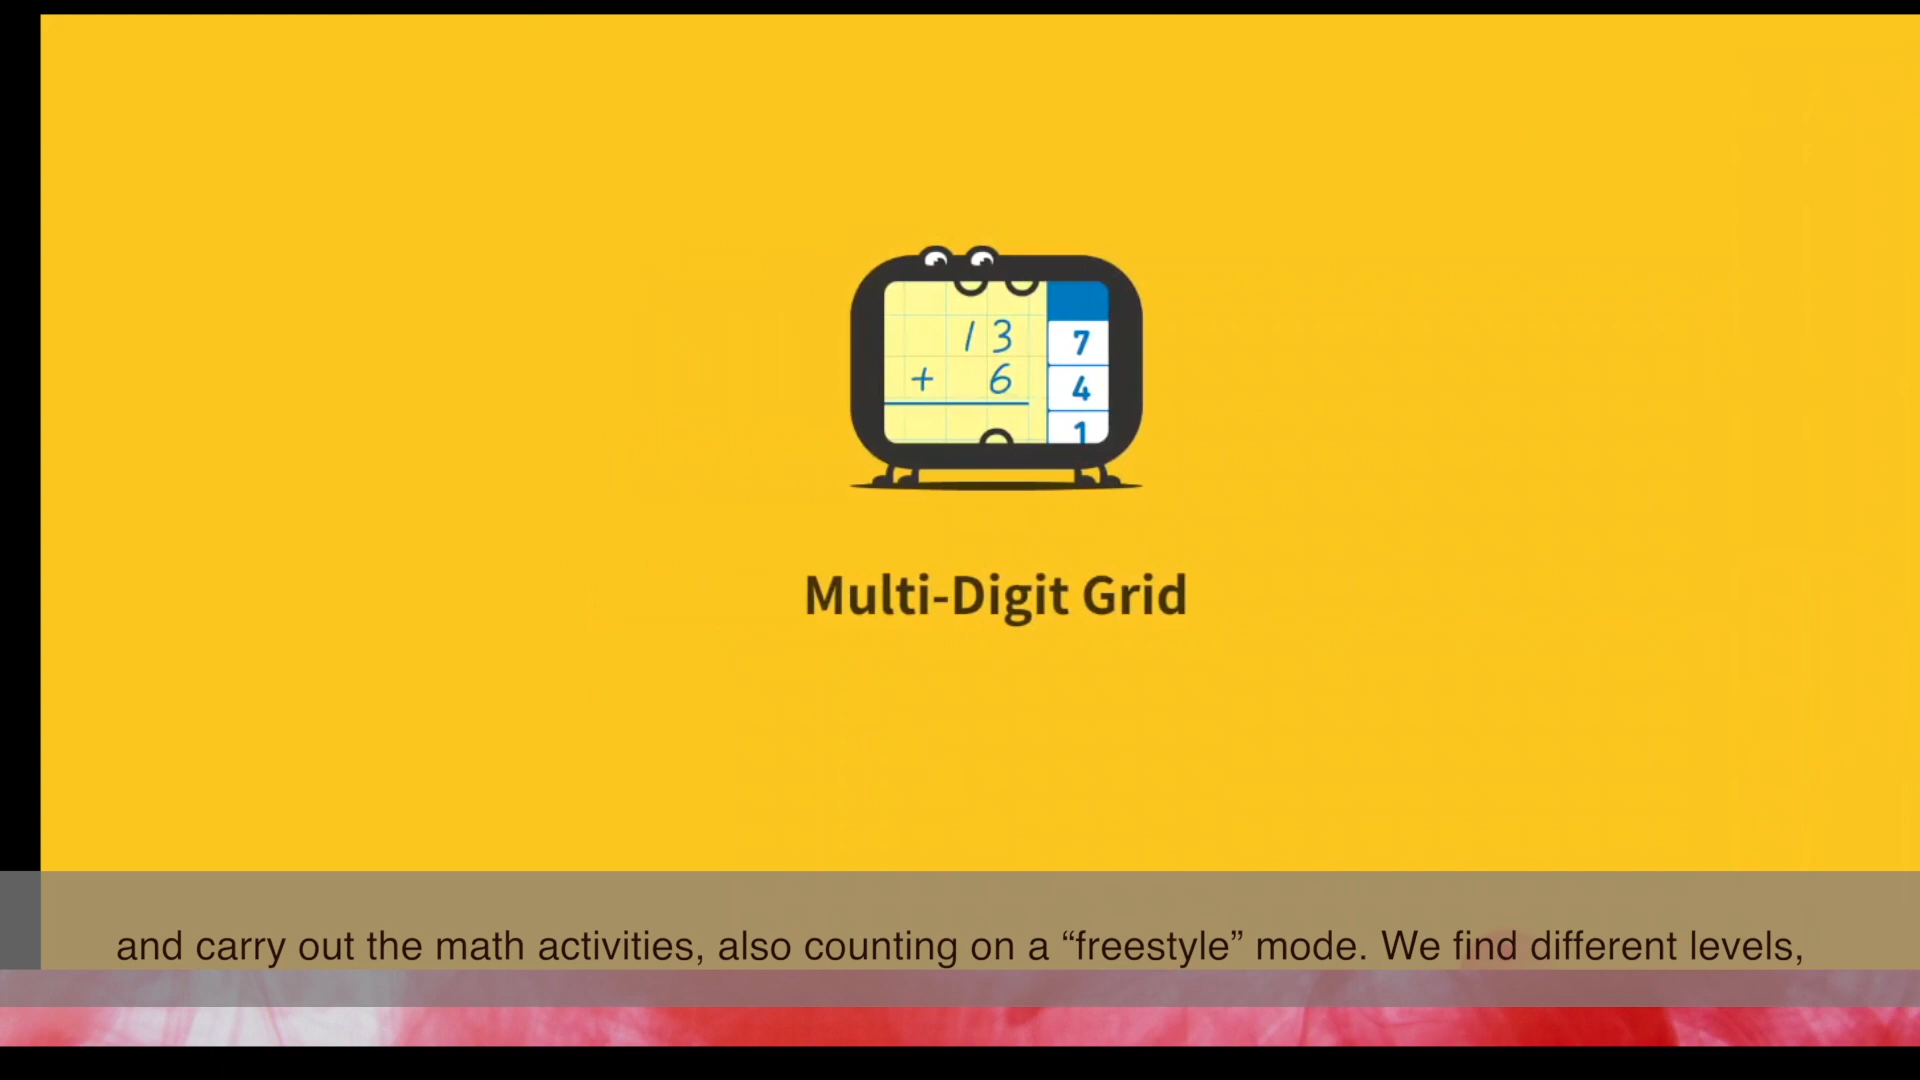 13
+ 6
7
4
1
Multi-Digit Grid
and carry out the math activities, also counting on a “freestyle” mode. We find different levels,